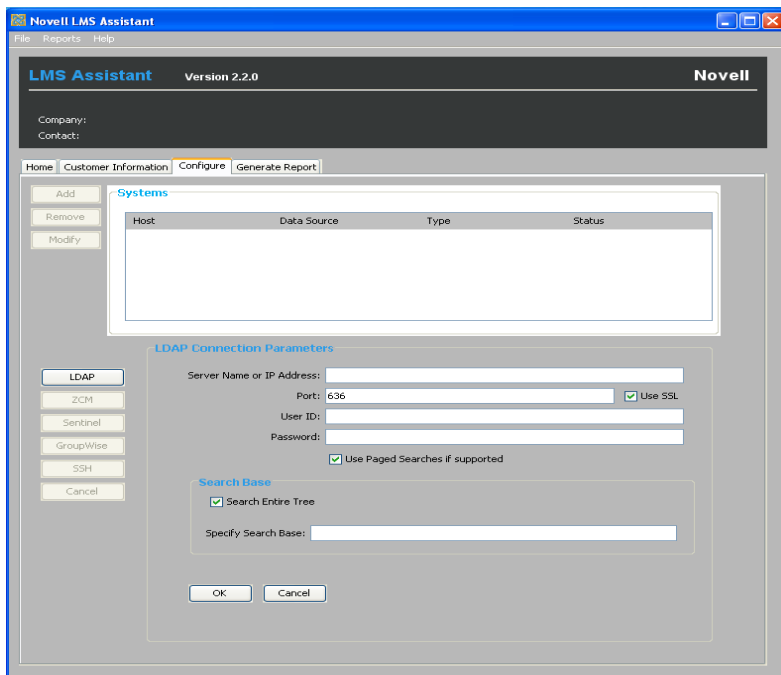 Novell LMS Assistant
File Reports Help
LMS Assistant Version 2.2.0 Novell
Company:
Contact:
Home Customer Information Configure Generate Report
Add
Remove
Modify
Systems
Host Data Source Type Status
LDAP
ZCM
Sentinel
GroupWise
SSH
Cancel
LDAP Connection Parameters
Server Name or IP Address:
Port: 636 Use SSL
User ID:
Password:
Use Paged Searches if supported
Search Base
Search Entire Tree
Specify Search Base:
OK Cancel